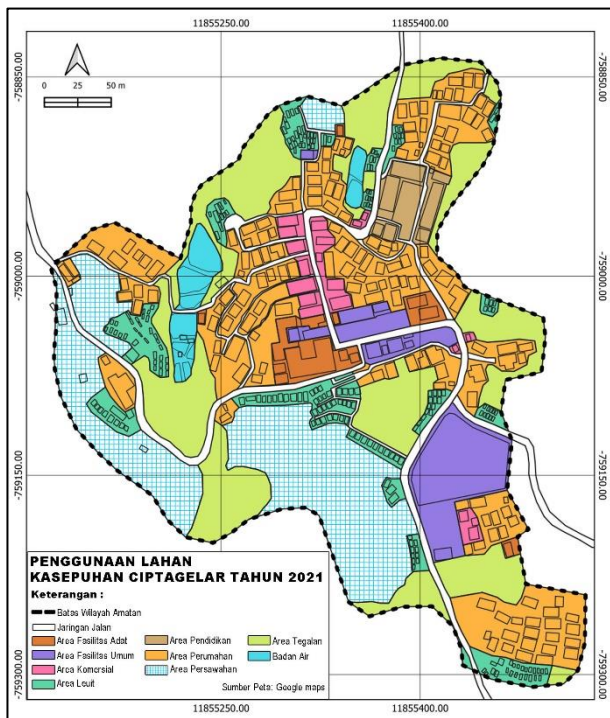 11855250.00 11855400.00
-758850.00 -758850.00
0 25 50 m
-759000.00 -759000.00
-759150.00 -759150.00
PENGGUNAAN LAHAN
KASEPUHAN CIPTAGELAR TAHUN 2021
Keterangan :
Batas Wilayah Amatan
Jaringan Jalan
Area Fasilitas Adat Area Pendidikan Area Tegalan
Area Fasilitas Umum Area Perumahan Badan Air
Area Komersial Area Persawahan
Area Leuit Sumber Peta: Google maps
-759300.00 -759300.00
11855250.00 11855400.00